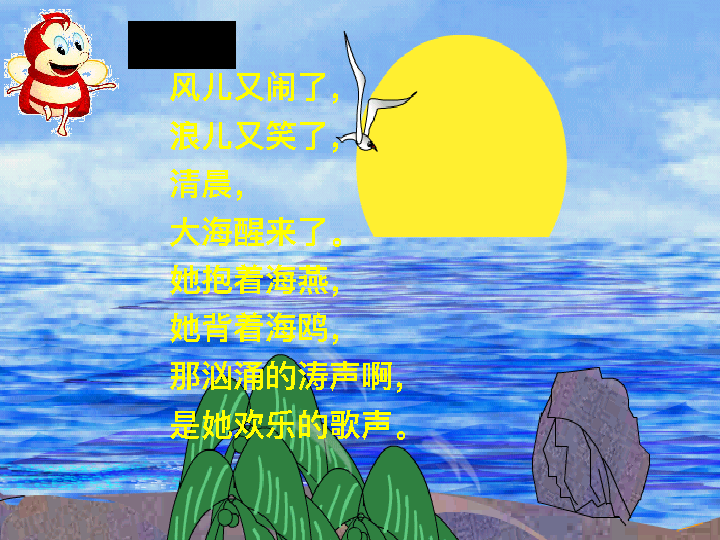 风儿又闹了，
浪儿又笑了，
清晨，
大海醒来了。
她抱着海燕，
她背着海鸥，
那汹涌的涛声啊，
是她欢乐的歌声。